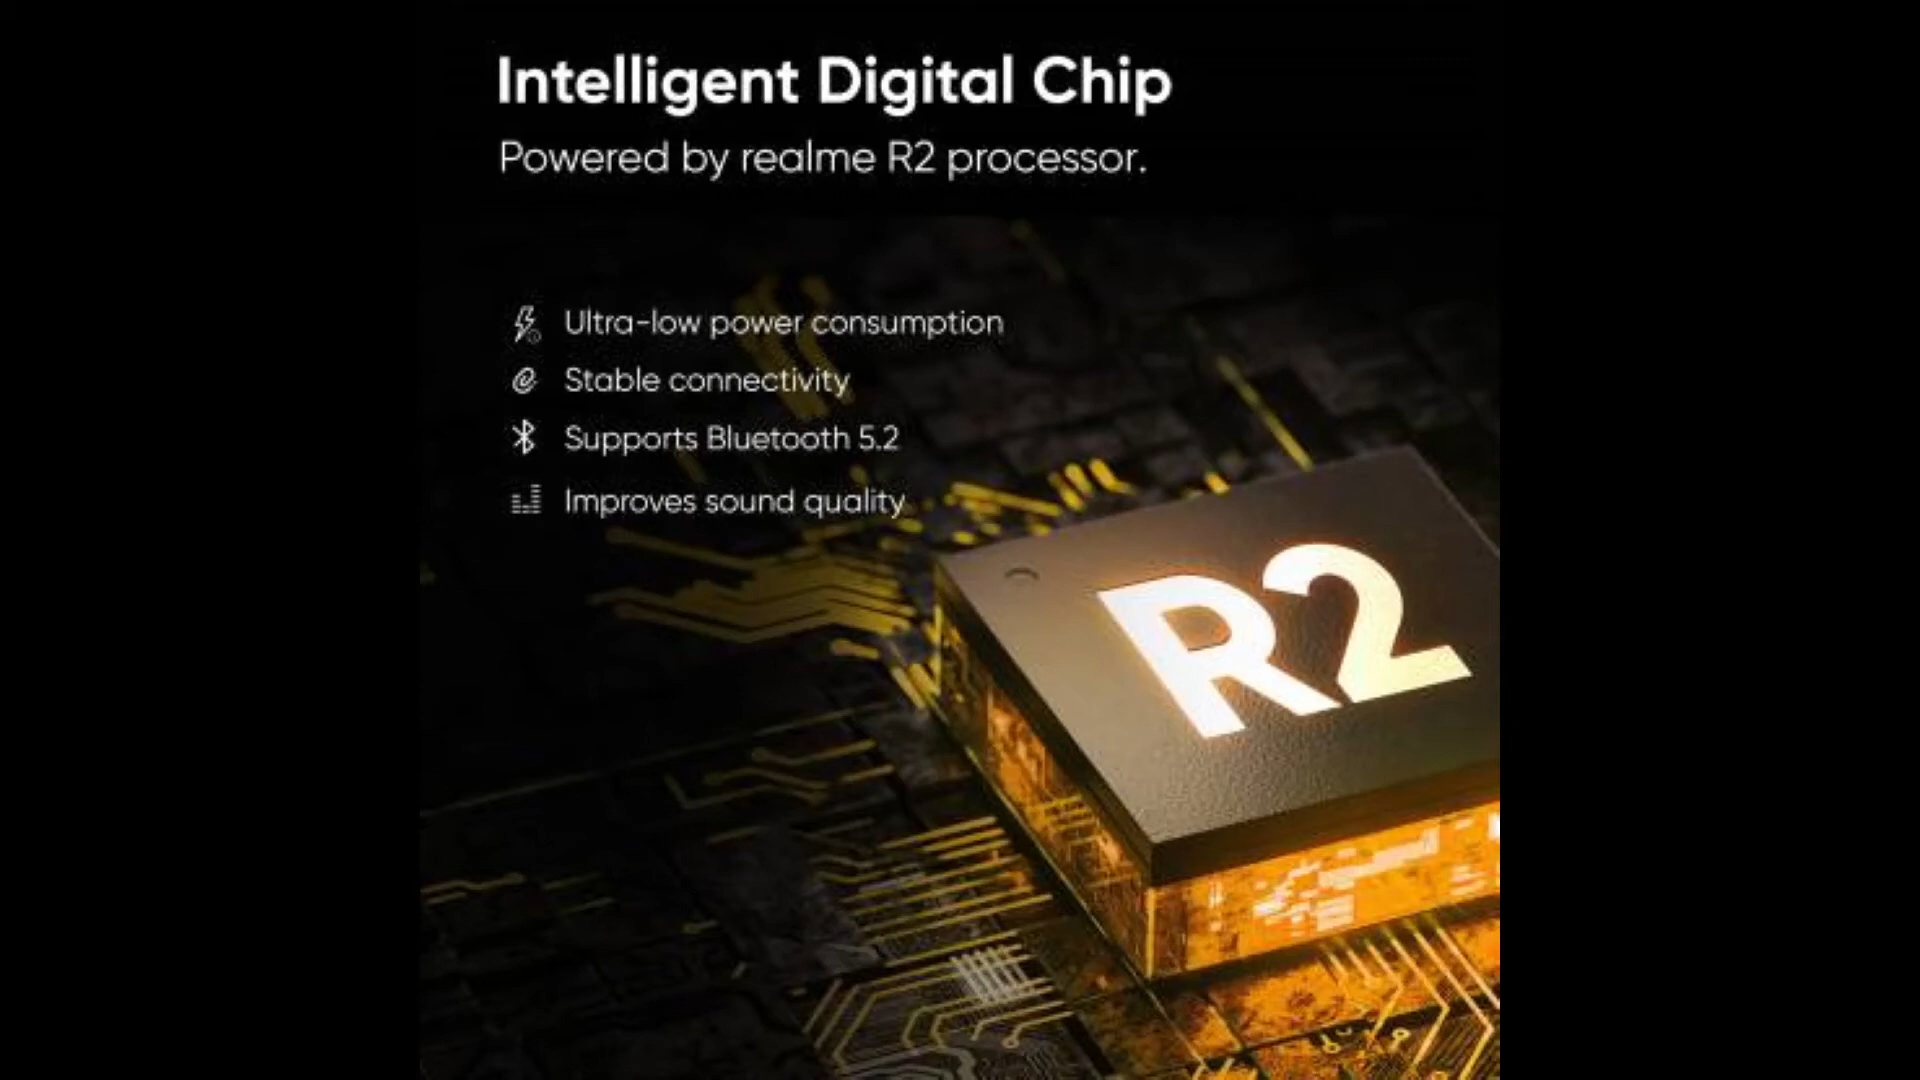 Intelligent Digital Chip
Powered by realme R2 processor.
Ultra-low power consumption
Stable connectivity
Supports Bluetooth 5.2
Improves sound quality
R2